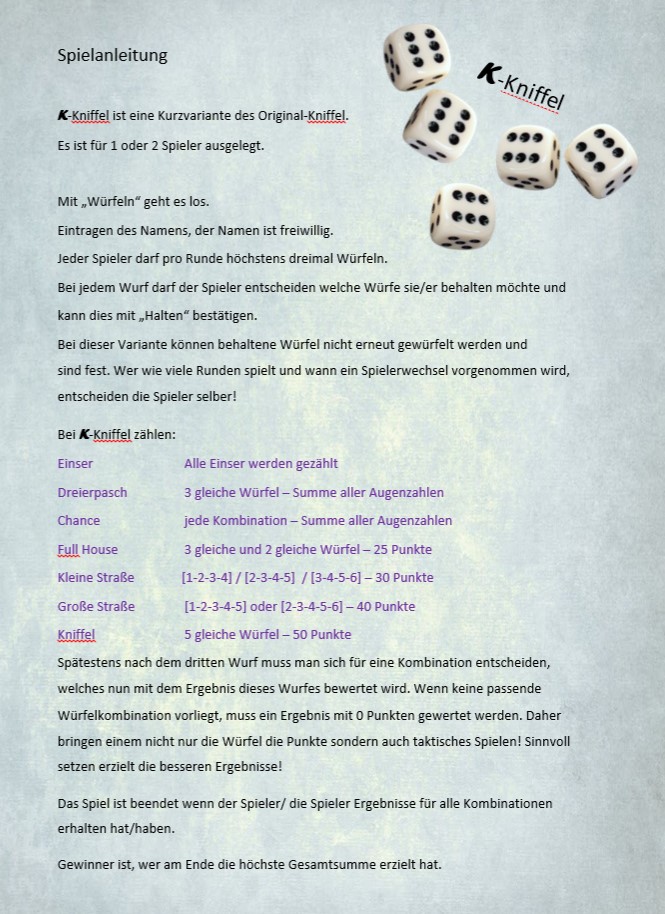 Spielanleitung
K-Kniffel
K-Kniffel ist eine Kurzvariante des Original-Kniffel.
Es ist für 1 oder 2 Spieler ausgelegt.
Mit „Würfeln“ geht es los.
Eintragen des Namens, der Namen ist freiwillig.
Jeder Spieler darf pro Runde höchstens dreimal Würfeln.
Bei jedem Wurf darf der Spieler entscheiden welche Würfe sie/er behalten möchte und
kann dies mit „Halten“ bestätigen.
Bei dieser Variante können behaltene Würfel nicht erneut gewürfelt werden und
sind fest. Wer wie viele Runden spielt und wann ein Spielerwechsel vorgenommen wird,
entscheiden die Spieler selber!
Bei K-Kniffel zählen:
Einser Alle Einser werden gezählt
Dreierpasch 3 gleiche Würfel – Summe aller Augenzahlen
Chance jede Kombination – Summe aller Augenzahlen
Full House 3 gleiche und 2 gleiche Würfel – 25 Punkte
Kleine Straße [1-2-3-4] / [2-3-4-5] / [3-4-5-6] – 30 Punkte
Große Straße [1-2-3-4-5] oder [2-3-4-5-6] – 40 Punkte
Kniffel 5 gleiche Würfel – 50 Punkte
Spätestens nach dem dritten Wurf muss man sich für eine Kombination entscheiden,
welches nun mit dem Ergebnis dieses Wurfes bewertet wird. Wenn keine passende
Würfelkombination vorliegt, muss ein Ergebnis mit 0 Punkten gewertet werden. Daher
bringen einem nicht nur die Würfel die Punkte sondern auch taktisches Spielen! Sinnvoll
setzen erzielt die besseren Ergebnisse!
Das Spiel ist beendet wenn der Spieler/ die Spieler Ergebnisse für alle Kombinationen
erhalten hat/haben.
Gewinner ist, wer am Ende die höchste Gesamtsumme erzielt hat.